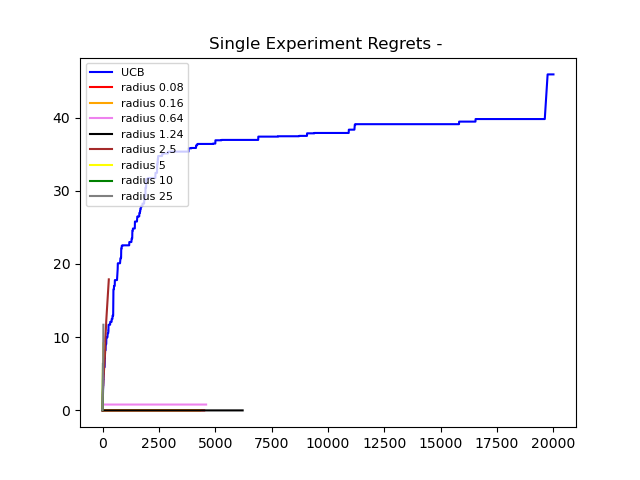 Single Experiment Regrets -
UCB
radius 0.08
radius 0.16
radius 0.64
radius 1.24
radius 2.5
radius 5
radius 10
radius 25
40
30
20
10
0
0 2500 5000 7500 10000 12500 15000 17500 20000